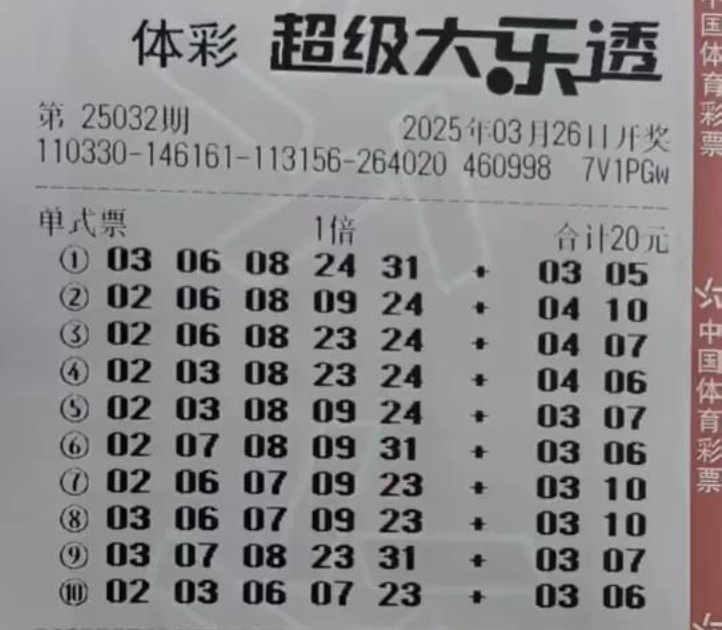 体彩 超级大乐透
第 25032期 2025年03月26日开奖
110330-146161-113156-264020 460998 7V1PGw
单式票 1倍 合计20元
① 03 06 08 24 31 + 03 05
② 02 06 08 09 24 + 04 10
③ 02 06 08 23 24 + 04 07
④ 02 03 08 23 24 + 04 06
⑤ 02 03 08 09 24 + 03 07
⑥ 02 07 08 09 31 + 03 06
⑦ 02 06 07 09 23 + 03 10
⑧ 03 06 07 09 23 + 03 10
⑨ 03 07 08 23 31 + 03 07
⑩ 02 03 06 07 23 + 03 06
中国体育彩票
中国体育彩票